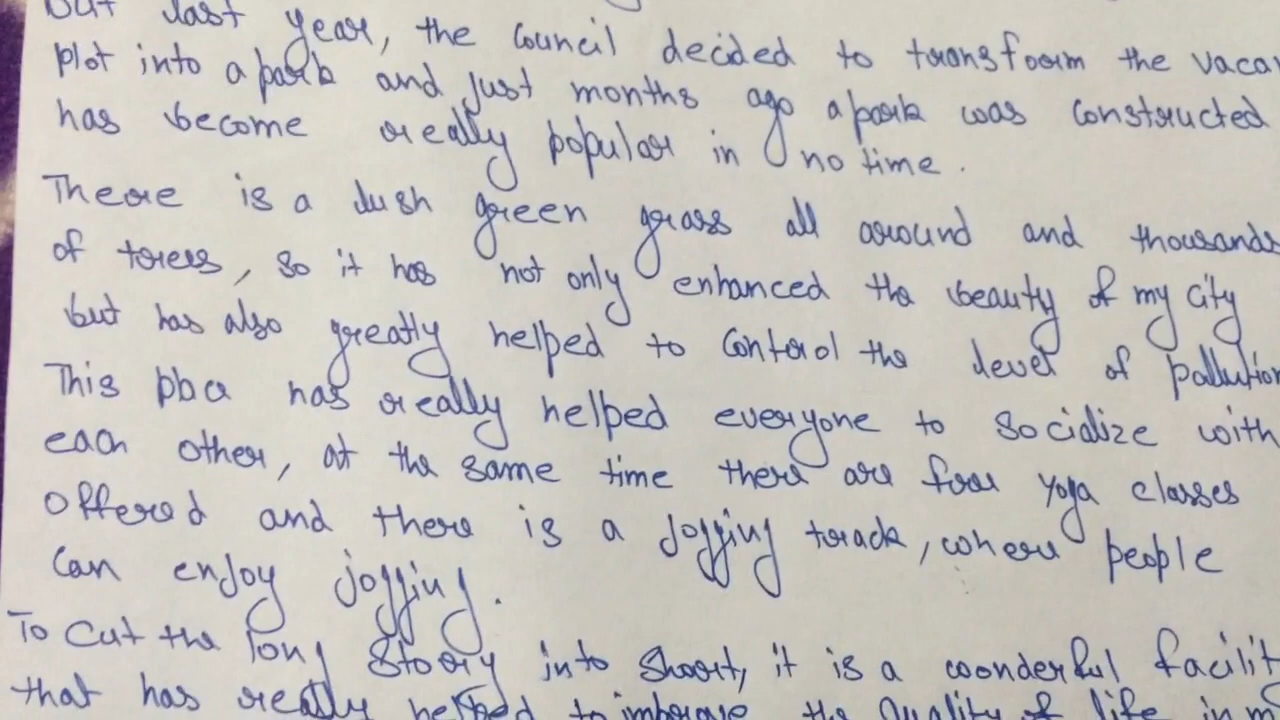 But last year, the council decided to transform the vaca
plot into a park and just months ago a park was constructed
has become really popular in no time.
There is a lush green grass all around and thousands
of trees, so it has not only enhanced the beauty of my city
but has also greatly helped to control the level of pollution
This pba has really helped everyone to socialize with
each other, at the same time there are free yoga classes
offered and there is a jogging track, where people
can enjoy jogging.
To cut the long story into short, it is a wonderful facilit
that has really helped to improve the quality of life in m